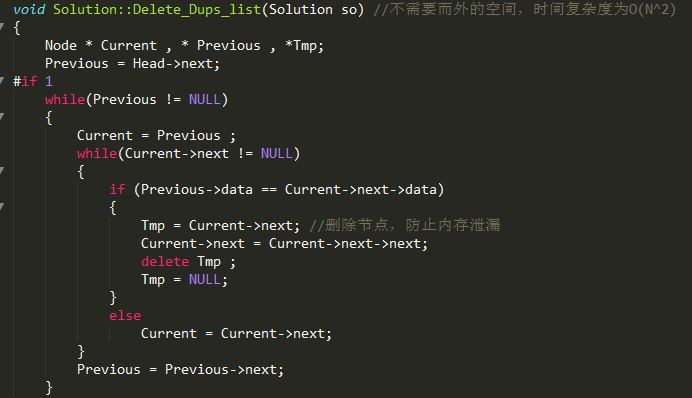 void Solution::Delete_Dups_list(Solution so) //不需要而外的空间，时间复杂度为O(N^2)
{
    Node * Current , * Previous , *Tmp;
    Previous = Head->next;
#if 1
    while(Previous != NULL)
    {
        Current = Previous ;
        while(Current->next != NULL)
        {
            if (Previous->data == Current->next->data)
            {
                Tmp = Current->next; //删除节点，防止内存泄漏
                Current->next = Current->next->next;
                delete Tmp ;
                Tmp = NULL;
            }
            else
                Current = Current->next;
        }
        Previous = Previous->next;
    }